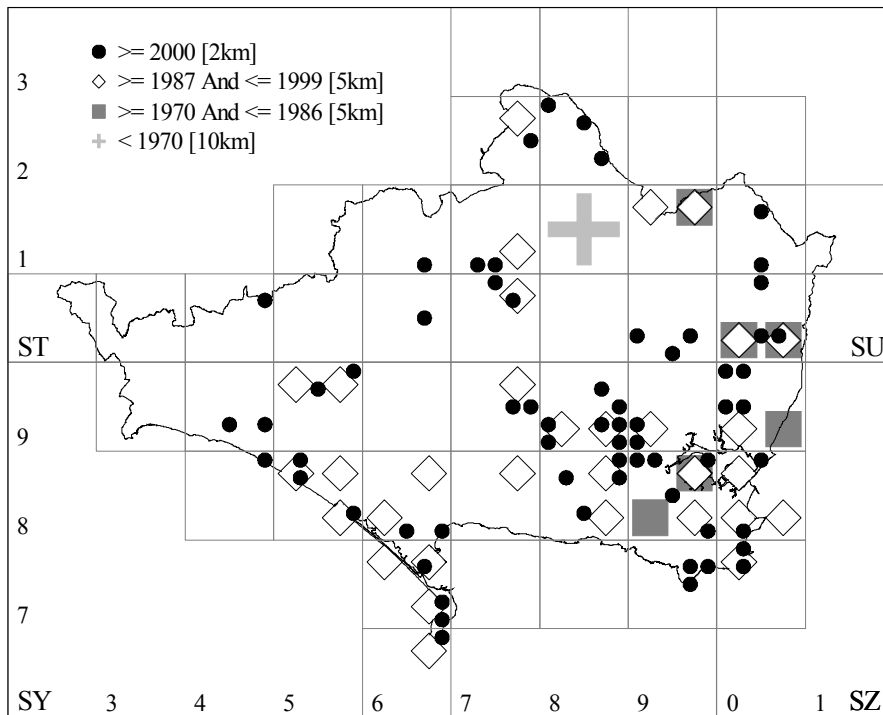 >= 2000 [2km]
>= 1987 And <= 1999 [5km]
>= 1970 And <= 1986 [5km]
< 1970 [10km]
3
2
1
ST SU
9
8
7
SY 3 4 5 6 7 8 9 0 1 SZ